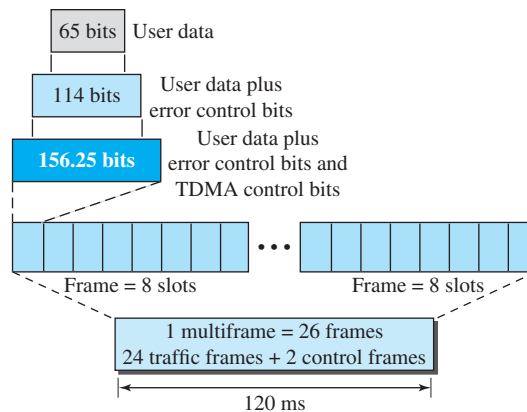 65 bits
User data
114 bits
User data plus
error control bits
156.25 bits
User data plus
error control bits and
TDMA control bits
Frame = 8 slots
Frame = 8 slots
1 multiframe = 26 frames
24 traffic frames + 2 control frames
120 ms